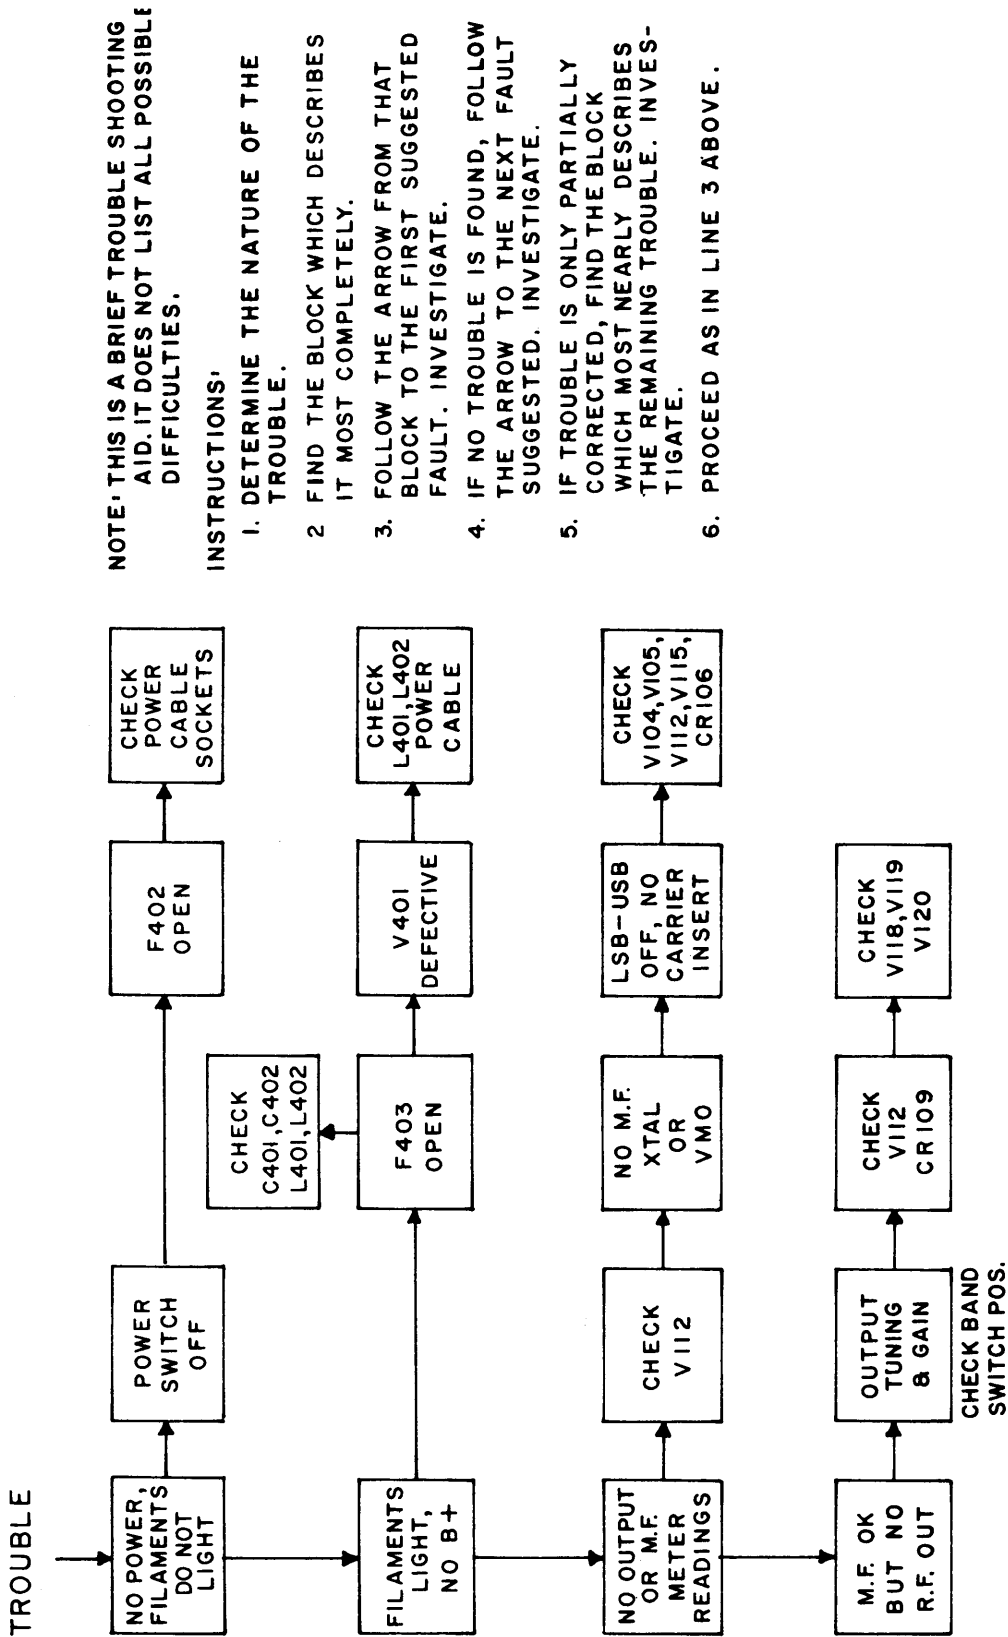 TROUBLE
NO POWER,
FILAMENTS
DO NOT
LIGHT
POWER
SWITCH
OFF
F402
OPEN
CHECK
POWER
CABLE
SOCKETS
FILAMENTS
LIGHT,
NO B+
F403
OPEN
CHECK
C401,C402
L401,L402
V401
DEFECTIVE
CHECK
L401,L402
POWER
CABLE
NO OUTPUT
OR M.F.
METER
READINGS
CHECK
V112
NO M.F.
XTAL
OR
VMO
LSB-USB
OFF, NO
CARRIER
INSERT
CHECK
V104,V105,
V112,V115,
CR106
M.F. OK
BUT NO
R.F. OUT
OUTPUT
TUNING
& GAIN
CHECK BAND
SWITCH POS.
CHECK
V112
CR109
CHECK
V118,V119
V120
NOTE: THIS IS A BRIEF TROUBLE SHOOTING
AID. IT DOES NOT LIST ALL POSSIBLE
DIFFICULTIES.
INSTRUCTIONS:
1. DETERMINE THE NATURE OF THE
TROUBLE.
2 FIND THE BLOCK WHICH DESCRIBES
IT MOST COMPLETELY.
3. FOLLOW THE ARROW FROM THAT
BLOCK TO THE FIRST SUGGESTED
FAULT. INVESTIGATE.
4. IF NO TROUBLE IS FOUND, FOLLOW
THE ARROW TO THE NEXT FAULT
SUGGESTED. INVESTIGATE.
5. IF TROUBLE IS ONLY PARTIALLY
CORRECTED, FIND THE BLOCK
WHICH MOST NEARLY DESCRIBES
THE REMAINING TROUBLE. INVES-
TIGATE.
6. PROCEED AS IN LINE 3 ABOVE.